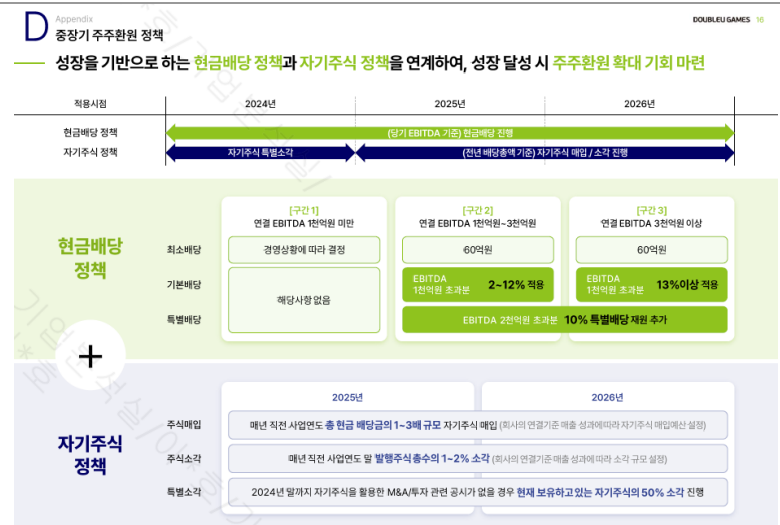 D
Appendix
중장기 주주환원 정책
DOUBLEU GAMES 16
성장을 기반으로 하는 현금배당 정책과 자기주식 정책을 연계하여, 성장 달성 시 주주환원 확대 기회 마련
적용시점 2024년 2025년 2026년
현금배당 정책 (당기 EBITDA 기준) 현금배당 진행
자기주식 정책 자기주식 특별소각 (전년 배당총액 기준) 자기주식 매입 / 소각 진행
현금배당
정책
[구간 1] [구간 2] [구간 3]
연결 EBITDA 1천억원 미만 연결 EBITDA 1천억원~3천억원 연결 EBITDA 3천억원 이상
최소배당 경영상황에 따라 결정 60억원 60억원
기본배당 해당사항 없음 EBITDA
1천억원 초과분 2~12% 적용 EBITDA
1천억원 초과분 13%이상 적용
특별배당 EBITDA 2천억원 초과분 10% 특별배당 재원 추가
+
자기주식
정책
2025년 2026년
주식매입 매년 직전 사업연도 총 현금 배당금의 1~3배 규모 자기주식 매입 (회사의 연결기준 매출 성과에따라 자기주식 매입예산 설정)
주식소각 매년 직전 사업연도 말 발행주식 총수의 1~2% 소각 (회사의 연결기준 매출 성과에 따라 소각 규모 설정)
특별소각 2024년 말까지 자기주식을 활용한 M&A/투자 관련 공시가 없을 경우 현재 보유하고 있는 자기주식의 50% 소각 진행